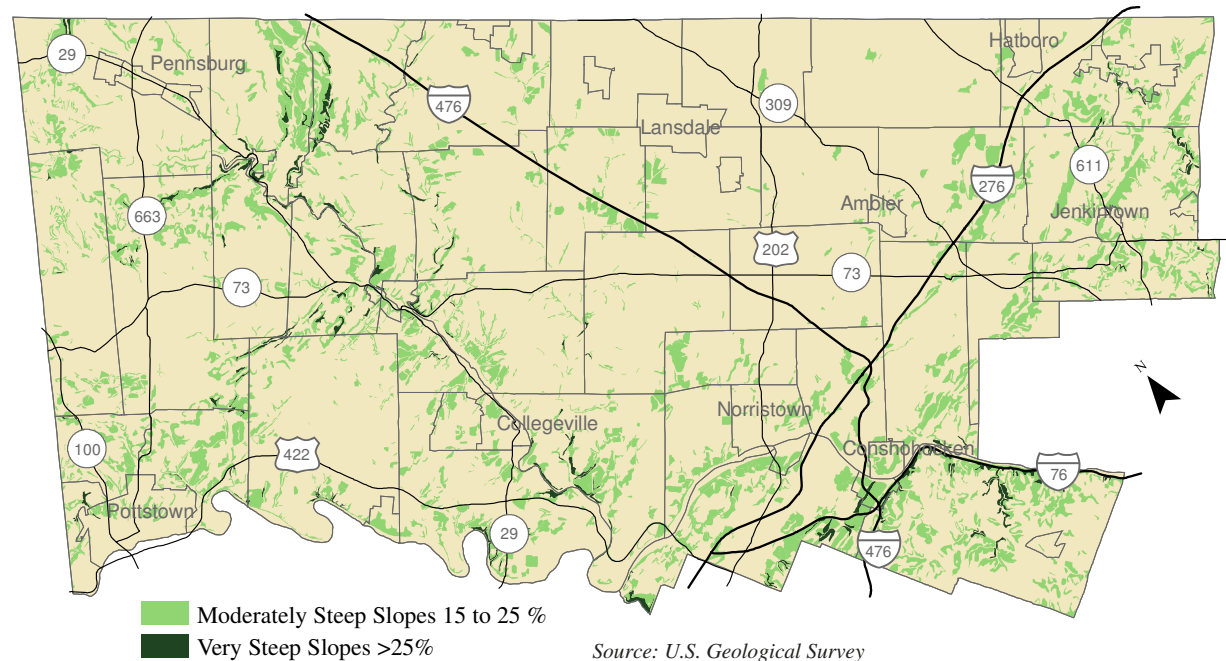 Hatboro
29
Pennsburg
476
309
Lansdale
611
276
Ambler
Jenkintown
663
202
73
73
N
Norristown
Collegeville
Conshohocken
100
422
76
Pottstown
29
476
Moderately Steep Slopes 15 to 25 %
Very Steep Slopes >25%
Source: U.S. Geological Survey